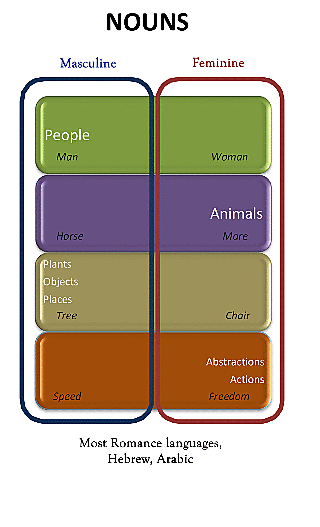 NOUNS
Masculine Feminine
People
Man Woman
Animals
Horse Mare
Plants
Objects
Places
Tree Chair
Abstractions
Actions
Speed Freedom
Most Romance languages,
Hebrew, Arabic